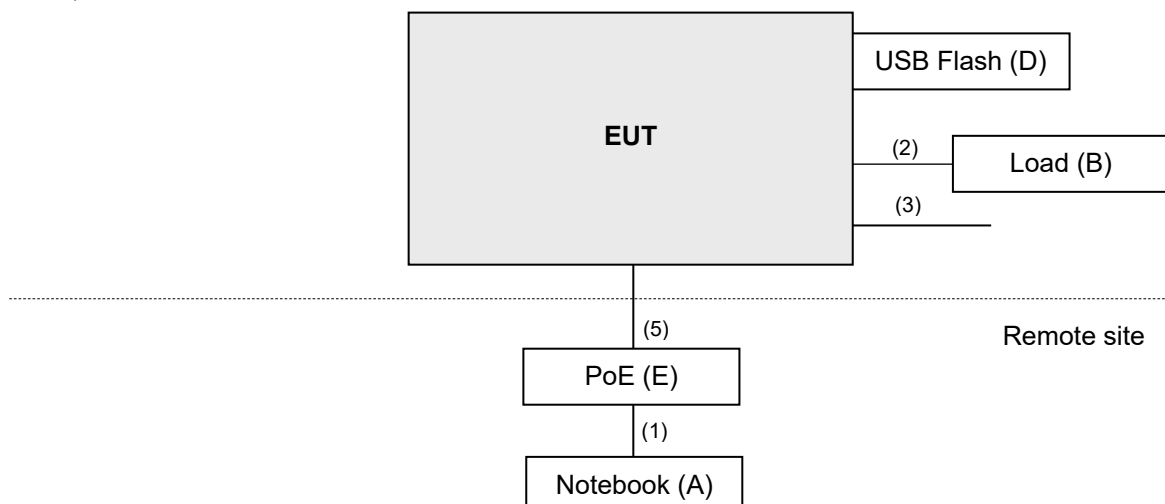 USB Flash (D)
EUT
(2)
Load (B)
(3)
Remote site
(5)
PoE (E)
(1)
Notebook (A)